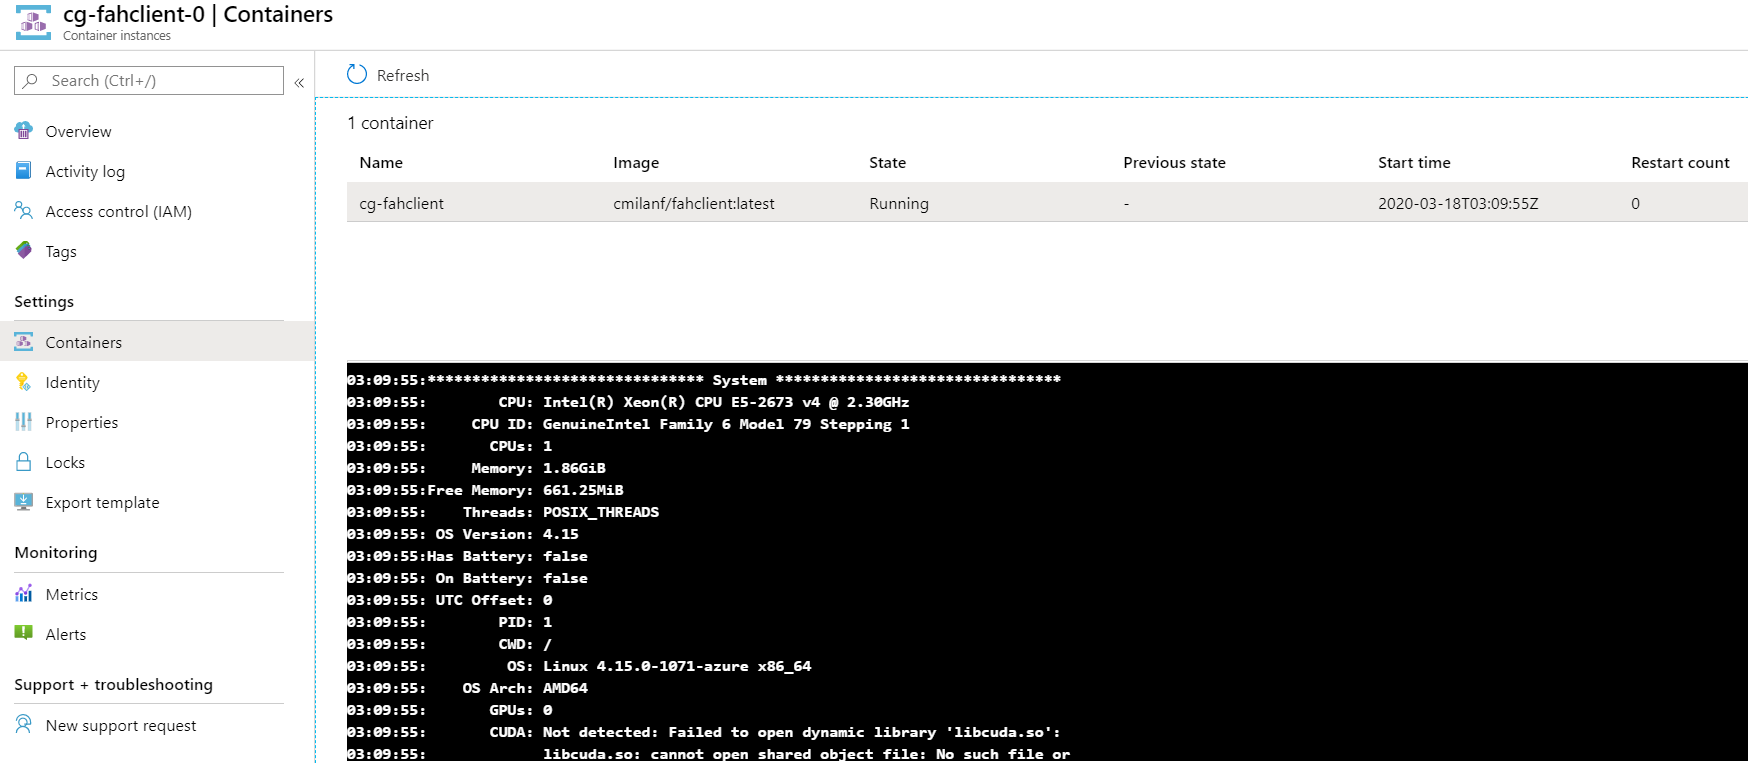 cg-fahclient-0 | Containers
Container instances
Search (Ctrl+/)
«
Overview
Activity log
Access control (IAM)
Tags
Settings
Containers
Identity
Properties
Locks
Export template
Monitoring
Metrics
Alerts
Support + troubleshooting
New support request
Refresh
1 container
Name Image State Previous state Start time Restart count
cg-fahclient cmilanf/fahclient:latest Running - 2020-03-18T03:09:55Z 0
03:09:55:******************************* System ********************************
03:09:55:        CPU: Intel(R) Xeon(R) CPU E5-2673 v4 @ 2.30GHz
03:09:55:     CPU ID: GenuineIntel Family 6 Model 79 Stepping 1
03:09:55:       CPUs: 1
03:09:55:     Memory: 1.86GiB
03:09:55:Free Memory: 661.25MiB
03:09:55:    Threads: POSIX_THREADS
03:09:55: OS Version: 4.15
03:09:55:Has Battery: false
03:09:55: On Battery: false
03:09:55: UTC Offset: 0
03:09:55:        PID: 1
03:09:55:        CWD: /
03:09:55:         OS: Linux 4.15.0-1071-azure x86_64
03:09:55:    OS Arch: AMD64
03:09:55:       GPUs: 0
03:09:55:       CUDA: Not detected: Failed to open dynamic library 'libcuda.so':
03:09:55:             libcuda.so: cannot open shared object file: No such file or